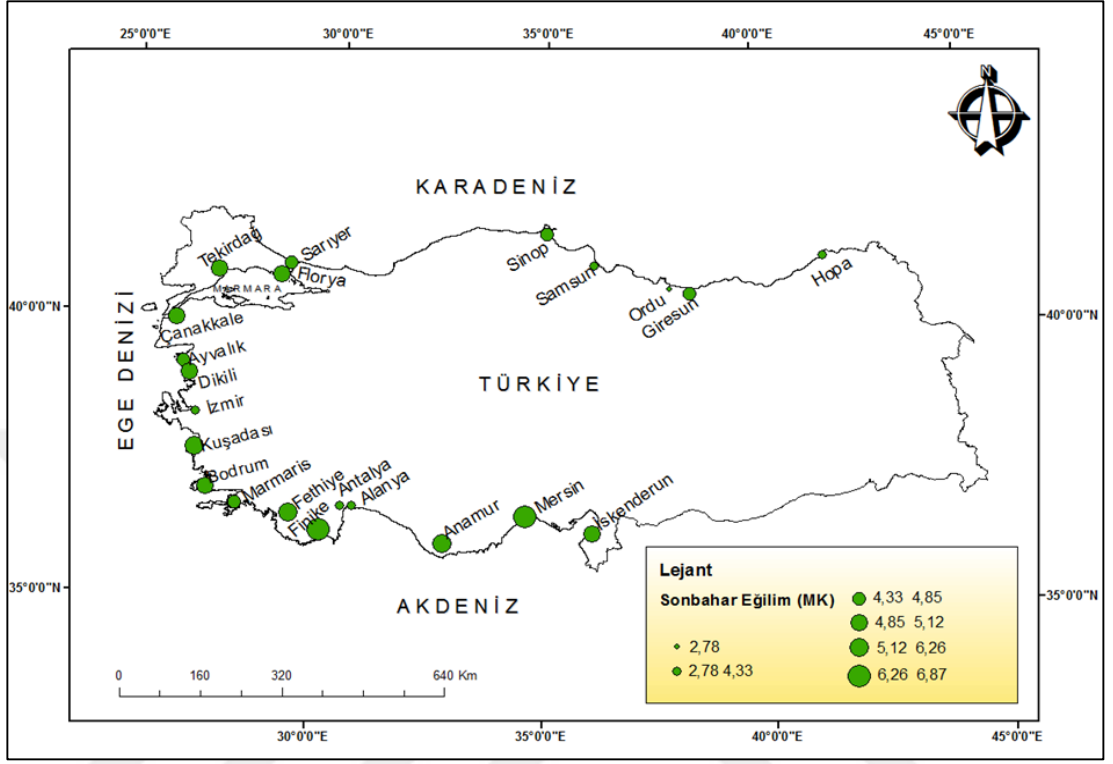 25°0'0"E 30°0'0"E 35°0'0"E 40°0'0"E 45°0'0"E
N
KARADENİZ
Tekirdağ
Sarıyer
Florya
MARMARA
Sinop
Samsun
Ordu
Giresun
Hopa
40°0'0"N
40°0'0"N
Çanakkale
Ayvalık
Dikili
İzmir
EGE DENİZİ
TÜRKİYE
Kuşadası
Bodrum
Marmaris
Fethiye
Finike
Antalya
Alanya
Anamur
Mersin
İskenderun
35°0'0"N
35°0'0"N
AKDENİZ
Lejant
Sonbahar Eğilim (MK)
2,78
2,78 4,33
4,33 4,85
4,85 5,12
5,12 6,26
6,26 6,87
0 160 320 640 Km
30°0'0"E 35°0'0"E 40°0'0"E 45°0'0"E